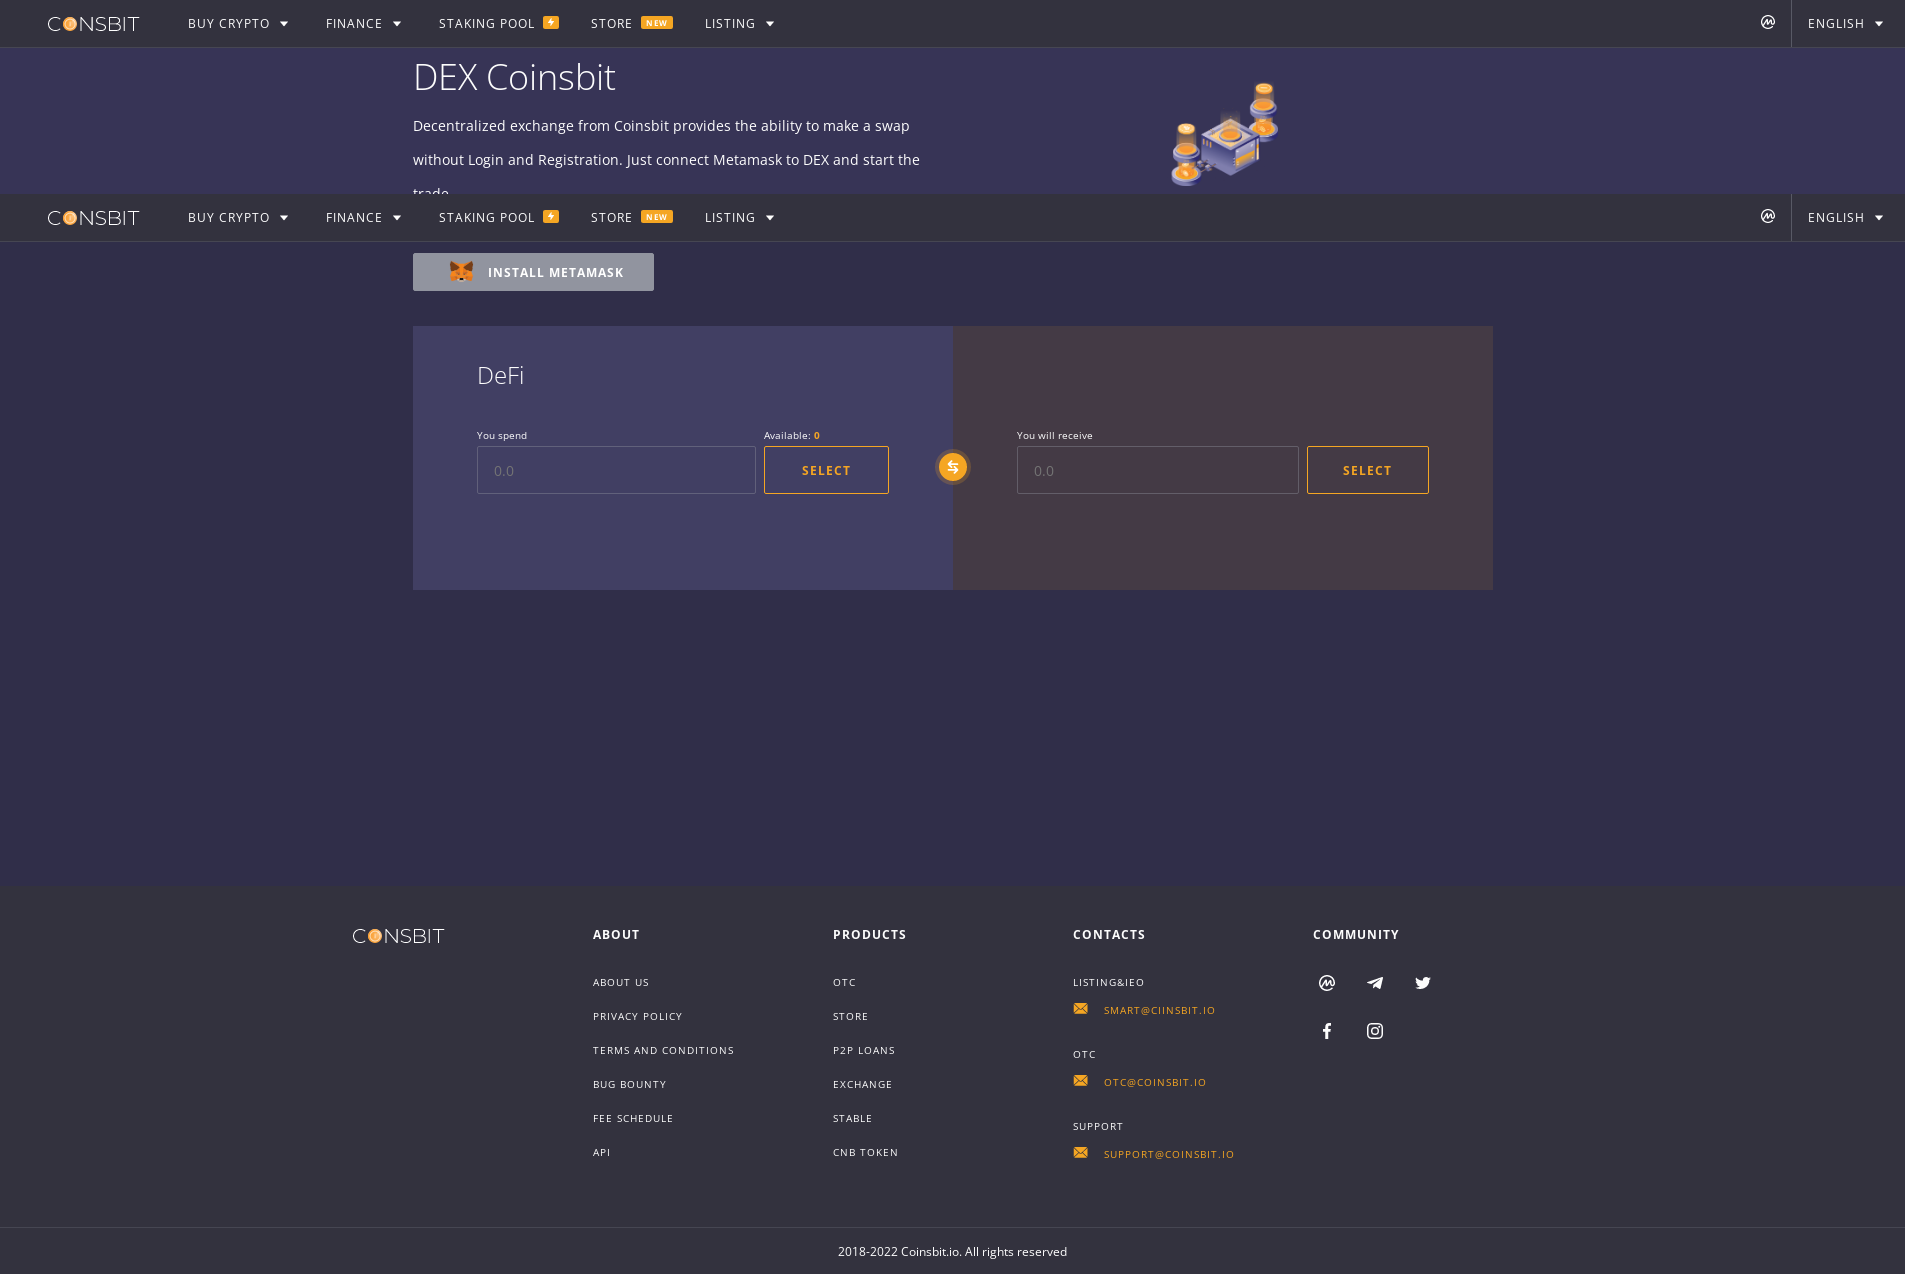 CONSBIT BUY CRYPTO FINANCE STAKING POOL STORE NEW LISTING ENGLISH
DEX Coinsbit
Decentralized exchange from Coinsbit provides the ability to make a swap
without Login and Registration. Just connect Metamask to DEX and start the
trade.
CONSBIT BUY CRYPTO FINANCE STAKING POOL STORE NEW LISTING ENGLISH
INSTALL METAMASK
DeFi
You spend Available: 0
0.0 SELECT
You will receive
0.0 SELECT
CONSBIT
ABOUT
ABOUT US
PRIVACY POLICY
TERMS AND CONDITIONS
BUG BOUNTY
FEE SCHEDULE
API
PRODUCTS
OTC
STORE
P2P LOANS
EXCHANGE
STABLE
CNB TOKEN
CONTACTS
LISTING&IEO
SMART@CIINSBIT.IO
OTC
OTC@COINSBIT.IO
SUPPORT
SUPPORT@COINSBIT.IO
COMMUNITY
2018-2022 Coinsbit.io. All rights reserved